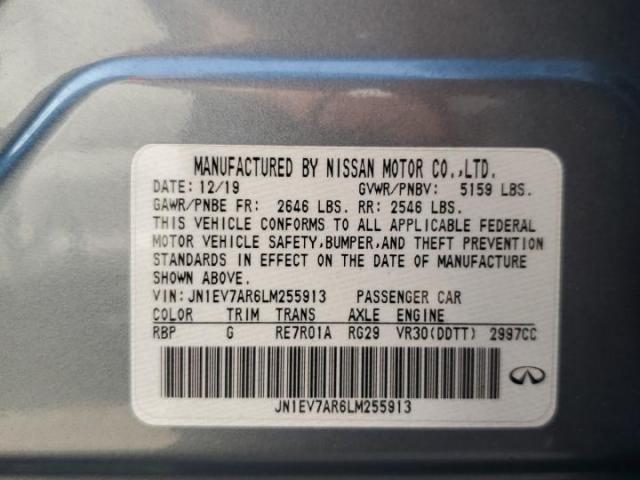 MANUFACTURED BY NISSAN MOTOR CO.,LTD.
DATE: 12/19 GVWR/PNBV: 5159 LBS.
GAWR/PNBE FR: 2646 LBS. RR: 2546 LBS.
THIS VEHICLE CONFORMS TO ALL APPLICABLE FEDERAL
MOTOR VEHICLE SAFETY,BUMPER,AND THEFT PREVENTION
STANDARDS IN EFFECT ON THE DATE OF MANUFACTURE
SHOWN ABOVE.
VIN:JN1EV7AR6LM255913 PASSENGER CAR
COLOR TRIM TRANS AXLE ENGINE
RBP G RE7R01A RG29 VR30(DDTT) 2997CC
JN1EV7AR6LM255913